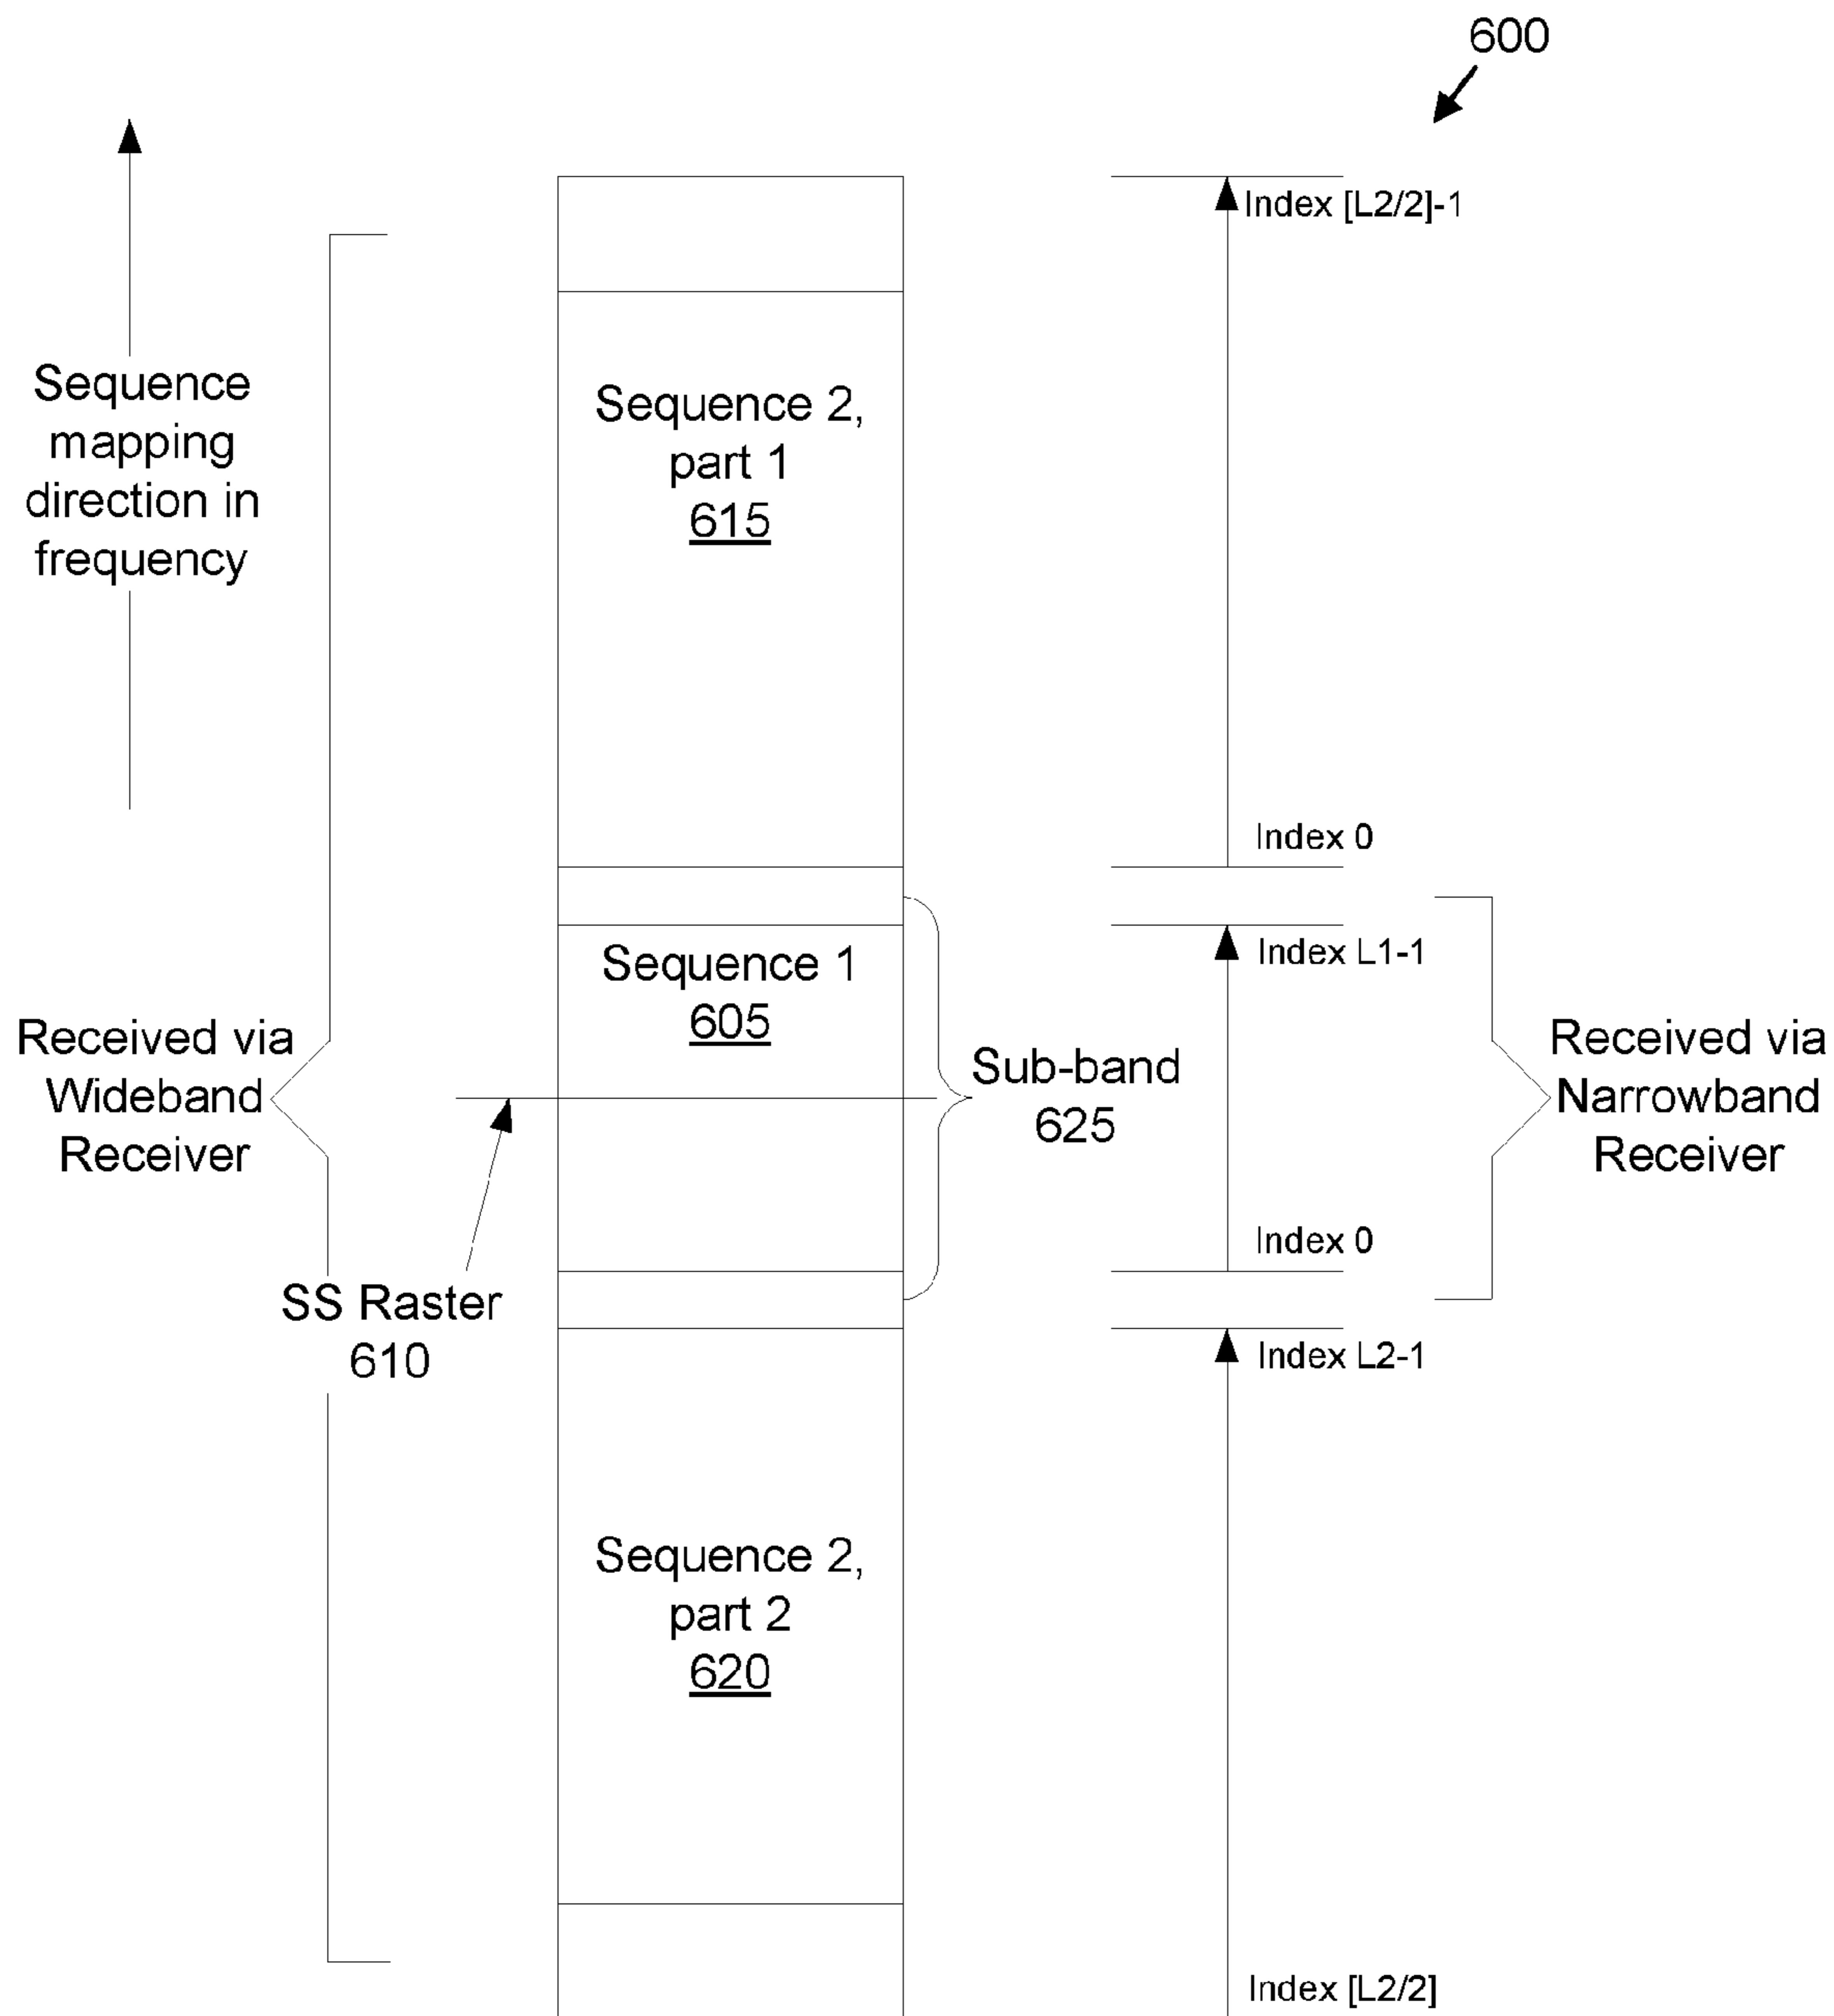 600
Index [L2/2]-1
Sequence
mapping
direction in
frequency
Sequence 2,
part 1
615
Index 0
Sequence 1
605
Index L1-1
Received via
Wideband
Receiver
Sub-band
625
Received via
Narrowband
Receiver
Index 0
SS Raster
610
Index L2-1
Sequence 2,
part 2
620
Index [L2/2]